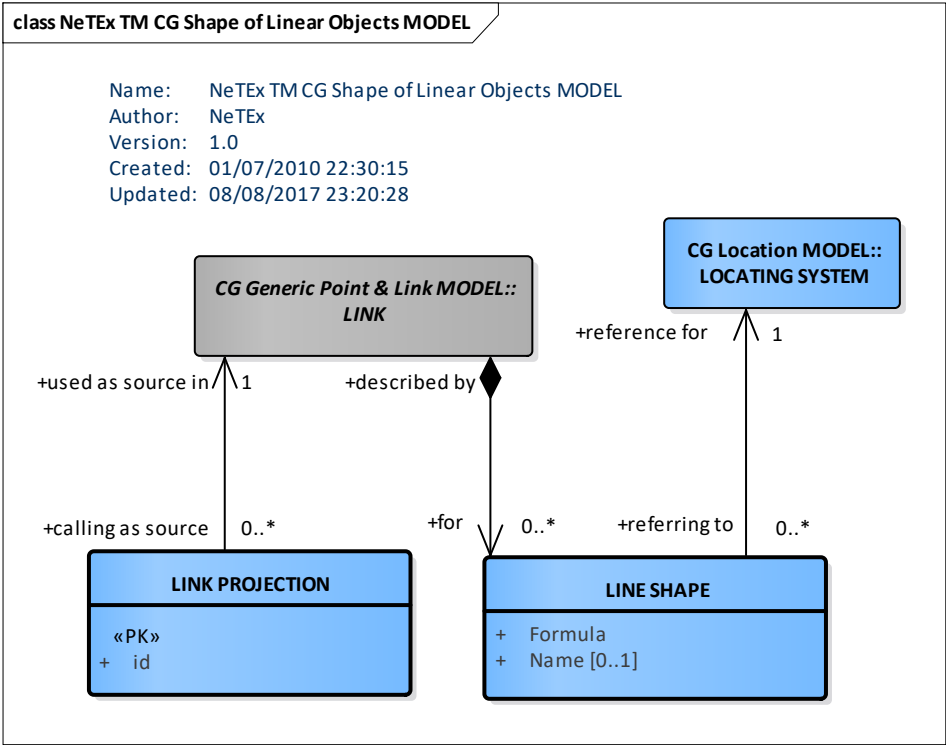 class NeTEx TM CG Shape of Linear Objects MODEL
Name: NeTEx TM CG Shape of Linear Objects MODEL
Author: NeTEx
Version: 1.0
Created: 01/07/2010 22:30:15
Updated: 08/08/2017 23:20:28
CG Location MODEL::
LOCATING SYSTEM
CG Generic Point & Link MODEL::
LINK
+reference for 1
+used as source in 1 +described by
+calling as source 0..* +for 0..* +referring to 0..*
LINK PROJECTION
«PK»
+ id
LINE SHAPE
+ Formula
+ Name [0..1]